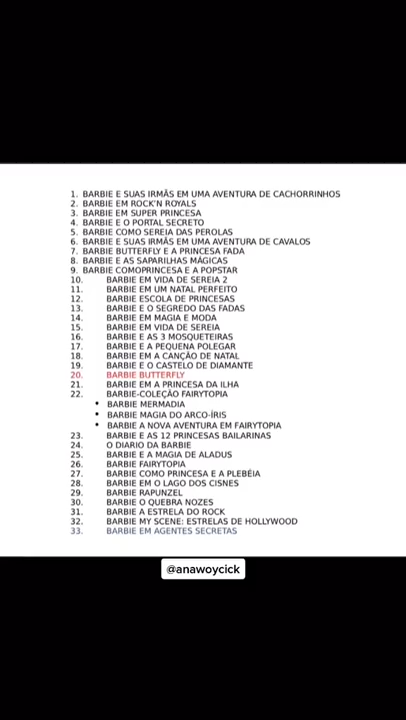 1. BARBIE E SUAS IRMÃS EM UMA AVENTURA DE CACHORRINHOS
2. BARBIE EM ROCK'N ROYALS
3. BARBIE EM SUPER PRINCESA
4. BARBIE E O PORTAL SECRETO
5. BARBIE COMO SEREIA DAS PEROLAS
6. BARBIE E SUAS IRMÃS EM UMA AVENTURA DE CAVALOS
7. BARBIE BUTTERFLY E A PRINCESA FADA
8. BARBIE E AS SAPARILHAS MÁGICAS
9. BARBIE COMOPRINCESA E A POPSTAR
10. BARBIE EM VIDA DE SEREIA 2
11. BARBIE EM UM NATAL PERFEITO
12. BARBIE ESCOLA DE PRINCESAS
13. BARBIE E O SEGREDO DAS FADAS
14. BARBIE EM MAGIA E MODA
15. BARBIE EM VIDA DE SEREIA
16. BARBIE E AS 3 MOSQUETEIRAS
17. BARBIE E A PEQUENA POLEGAR
18. BARBIE EM A CANÇÃO DE NATAL
19. BARBIE E O CASTELO DE DIAMANTE
20. BARBIE BUTTERFLY
21. BARBIE EM A PRINCESA DA ILHA
22. BARBIE-COLEÇÃO FAIRYTOPIA
• BARBIE MERMADIA
• BARBIE MAGIA DO ARCO-ÍRIS
• BARBIE A NOVA AVENTURA EM FAIRYTOPIA
23. BARBIE E AS 12 PRINCESAS BAILARINAS
24. O DIARIO DA BARBIE
25. BARBIE E A MAGIA DE ALADUS
26. BARBIE FAIRYTOPIA
27. BARBIE COMO PRINCESA E A PLEBÉIA
28. BARBIE EM O LAGO DOS CISNES
29. BARBIE RAPUNZEL
30. BARBIE O QUEBRA NOZES
31. BARBIE A ESTRELA DO ROCK
32. BARBIE MY SCENE: ESTRELAS DE HOLLYWOOD
33. BARBIE EM AGENTES SECRETAS
@anawoycick